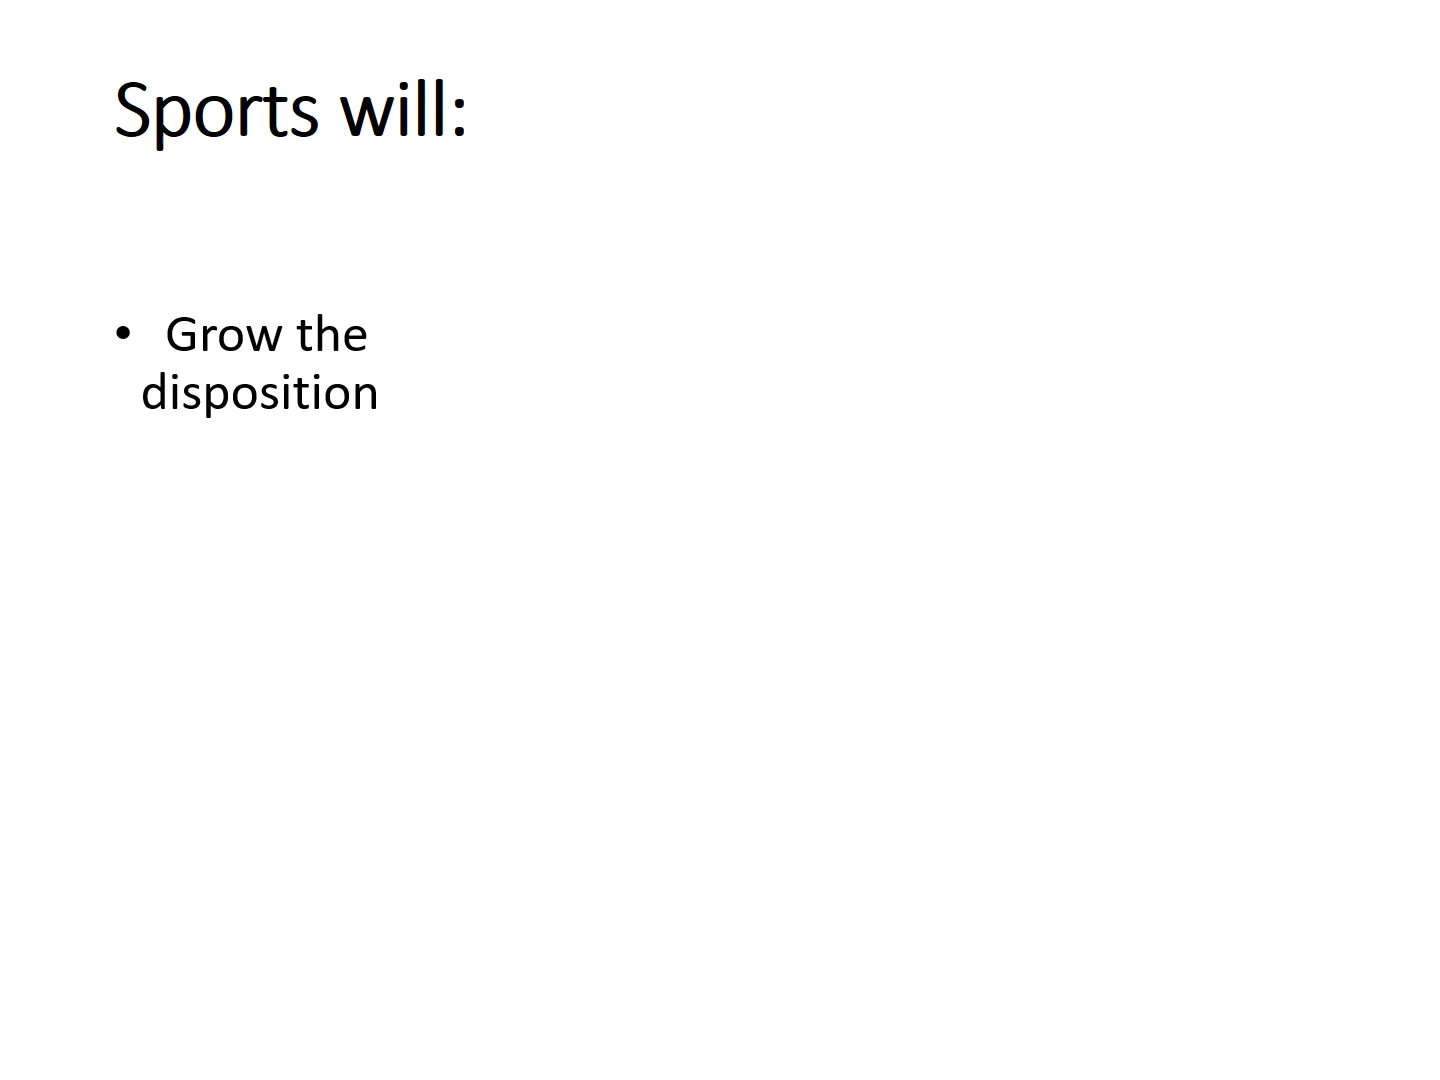 Sports will:
• Grow the
disposition